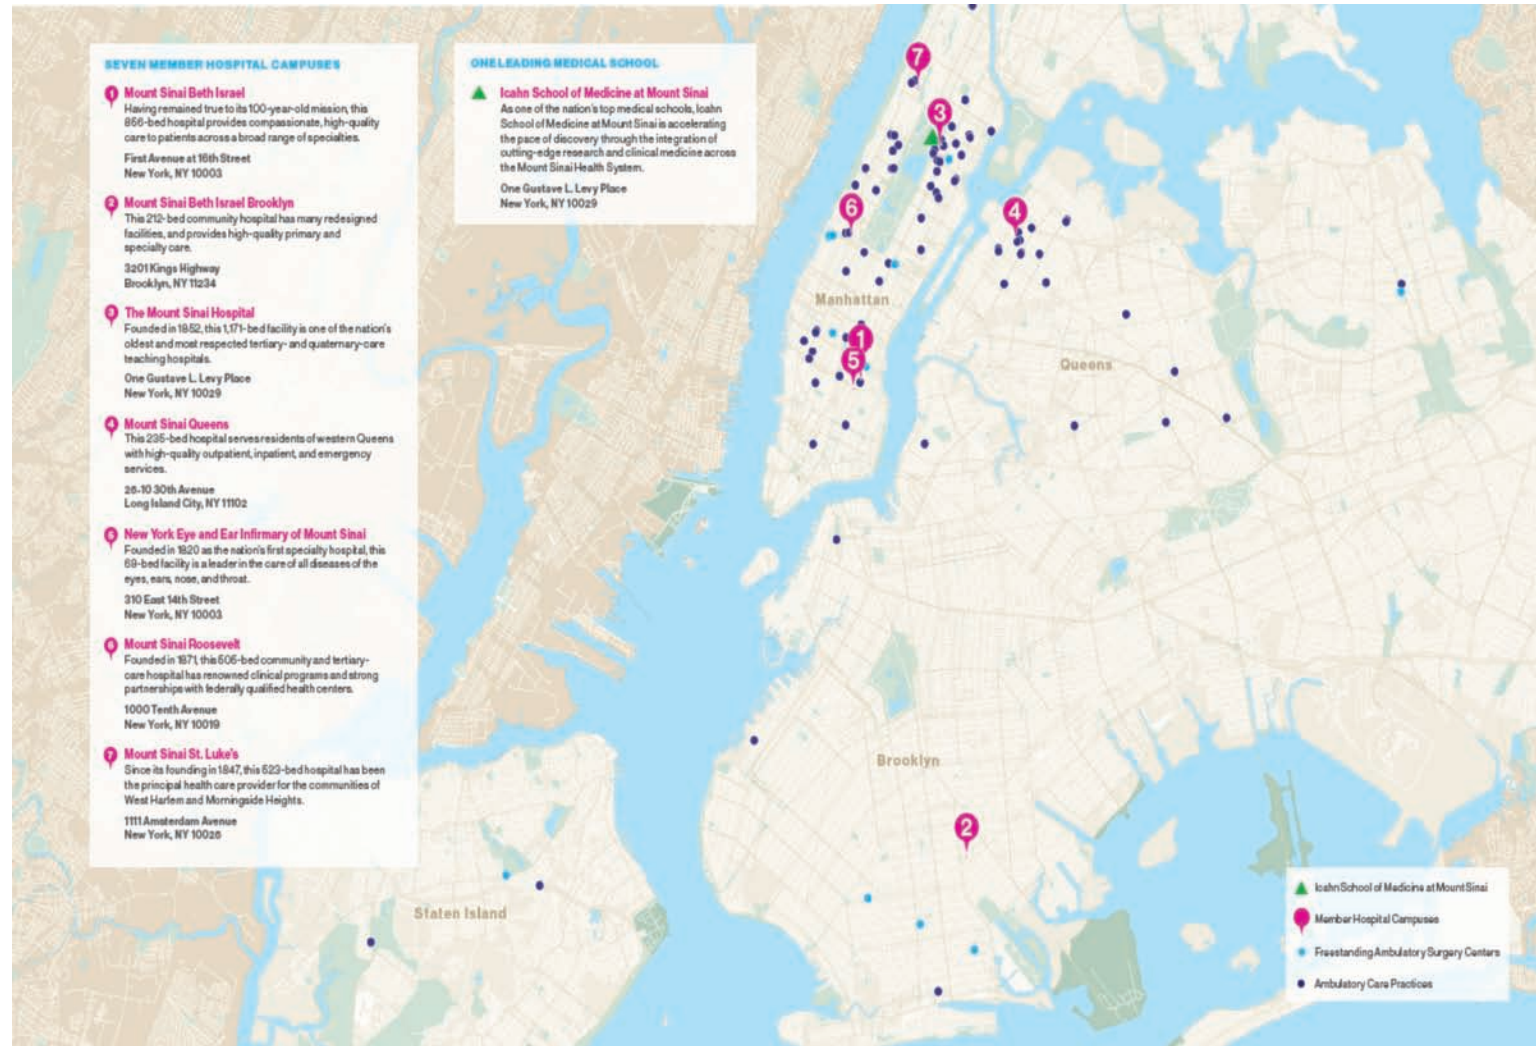 SEVEN MEMBER HOSPITAL CAMPUSES
1 Mount Sinai Beth Israel
Having remained true to its 100-year-old mission, this
856-bed hospital provides compassionate, high-quality
care to patients across a broad range of specialties.
First Avenue at 16th Street
New York, NY 10003
2 Mount Sinai Beth Israel Brooklyn
This 212-bed community hospital has many redesigned
facilities, and provides high-quality primary and
specialty care.
3201 Kings Highway
Brooklyn, NY 11234
3 The Mount Sinai Hospital
Founded in 1852, this 1,171-bed facility is one of the nation's
oldest and most respected tertiary- and quaternary-care
teaching hospitals.
One Gustave L. Levy Place
New York, NY 10029
4 Mount Sinai Queens
This 235-bed hospital serves residents of western Queens
with high-quality outpatient, inpatient, and emergency
services.
25-10 30th Avenue
Long Island City, NY 11102
5 New York Eye and Ear Infirmary of Mount Sinai
Founded in 1820 as the nation's first specialty hospital, this
69-bed facility is a leader in the care of all diseases of the
eyes, ears, nose, and throat.
310 East 14th Street
New York, NY 10003
6 Mount Sinai Roosevelt
Founded in 1871, this 505-bed community and tertiary-
care hospital has renowned clinical programs and strong
partnerships with federally qualified health centers.
1000 Tenth Avenue
New York, NY 10019
7 Mount Sinai St. Luke's
Since its founding in 1847, this 523-bed hospital has been
the principal health care provider for the communities of
West Harlem and Morningside Heights.
1111 Amsterdam Avenue
New York, NY 10025
ONE LEADING MEDICAL SCHOOL
Icahn School of Medicine at Mount Sinai
As one of the nation's top medical schools, Icahn
School of Medicine at Mount Sinai is accelerating
the pace of discovery through the integration of
cutting-edge research and clinical medicine across
the Mount Sinai Health System.
One Gustave L. Levy Place
New York, NY 10029
7
3
6
4
Manhattan
1
5
Queens
Brooklyn
2
Staten Island
Icahn School of Medicine at Mount Sinai
Member Hospital Campuses
Freestanding Ambulatory Surgery Centers
Ambulatory Care Practices